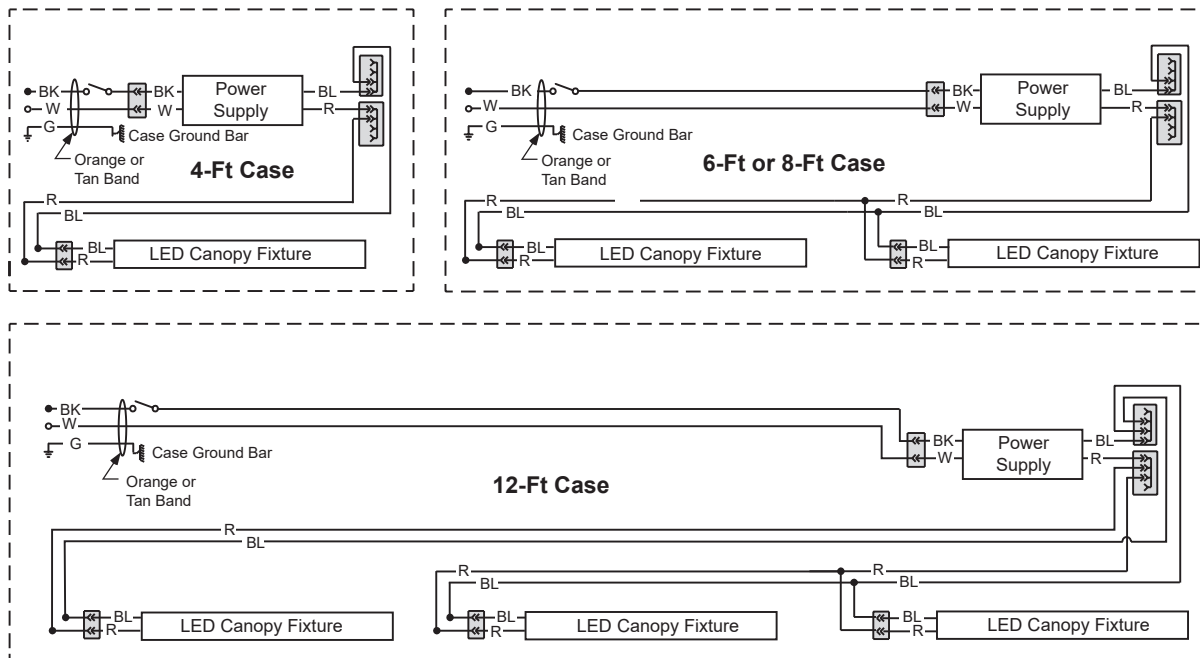 BK
BK
Power
Supply
BL
W
W
R
G
Case Ground Bar
Orange or
Tan Band
4-Ft Case
R
BL
BL
R
LED Canopy Fixture
BK
BK
Power
Supply
BL
W
W
R
G
Case Ground Bar
Orange or
Tan Band
6-Ft or 8-Ft Case
R
R
BL
BL
BL
R
LED Canopy Fixture
BL
R
LED Canopy Fixture
BK
W
G
Case Ground Bar
Orange or
Tan Band
BK
W
Power
Supply
BL
R
12-Ft Case
R
BL
R
R
BL
BL
BL
R
LED Canopy Fixture
BL
R
LED Canopy Fixture
BL
R
LED Canopy Fixture